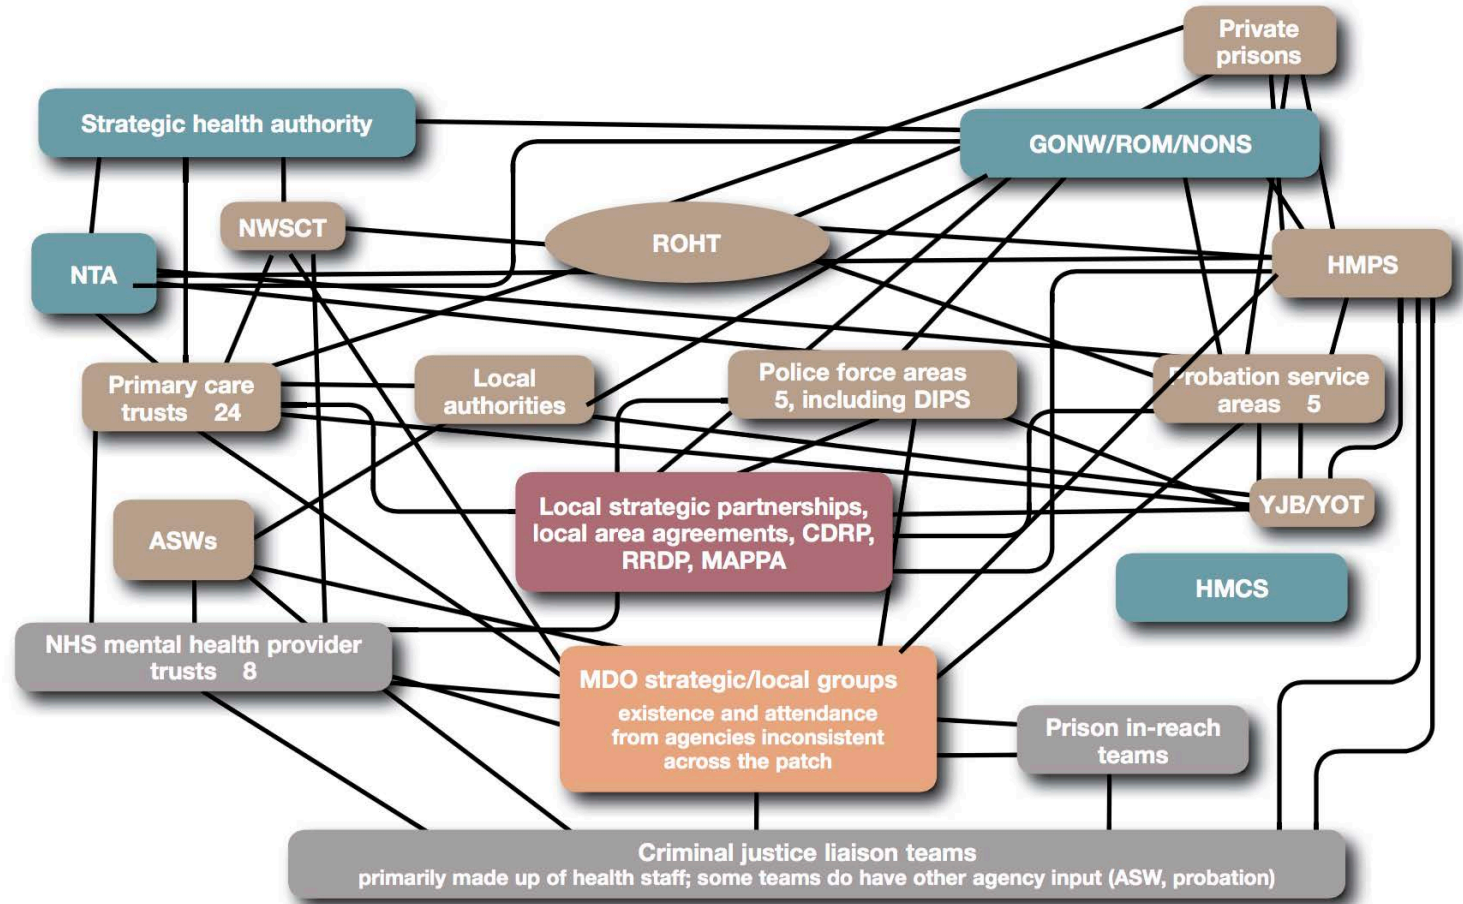 Private
prisons
Strategic health authority
GONW/ROM/NONS
NWSCT
ROHT
HMPS
NTA
Primary care
trusts 24
Local
authorities
Police force areas
5, including DIPS
Probation service
areas 5
Local strategic partnerships,
local area agreements, CDRP,
RRDP, MAPPA
YJB/YOT
ASWs
HMCS
NHS mental health provider
trusts 8
MDO strategic/local groups
existence and attendance
from agencies inconsistent
across the patch
Prison in-reach
teams
Criminal justice liaison teams
primarily made up of health staff; some teams do have other agency input (ASW, probation)